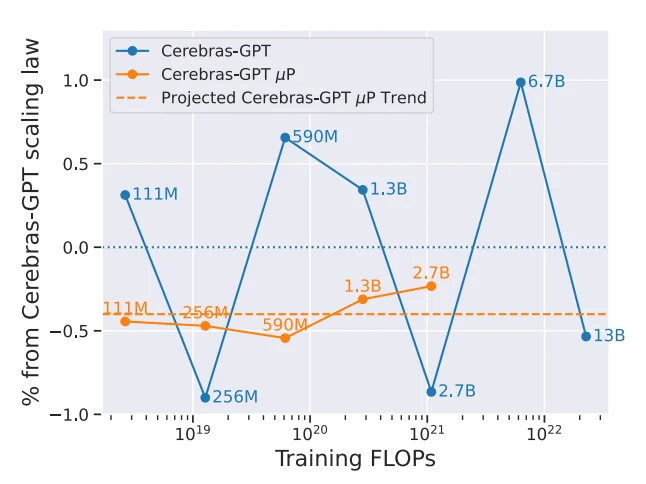 % from Cerebras-GPT scaling law
1.0
0.5
0.0
−0.5
−1.0
Cerebras-GPT
Cerebras-GPT μP
Projected Cerebras-GPT μP Trend
6.7B
590M
111M
1.3B
2.7B
1.3B
111M
256M
590M
13B
256M
2.7B
10¹⁹
10²⁰
10²¹
10²²
Training FLOPs